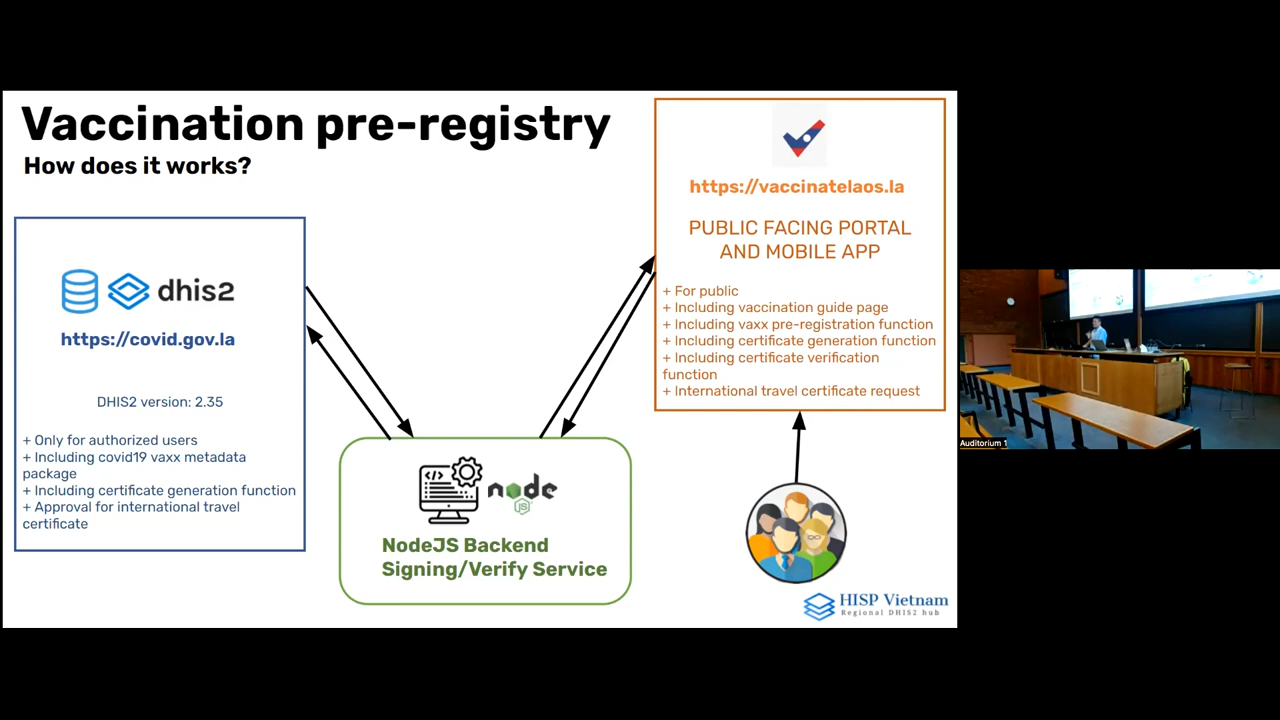 Vaccination pre-registry
How does it works?
dhis2
https://covid.gov.la
DHIS2 version: 2.35
+ Only for authorized users
+ Including covid19 vaxx metadata
package
+ Including certificate generation function
+ Approval for international travel
certificate
</>
node
JS
NodeJS Backend
Signing/Verify Service
https://vaccinatelaos.la
PUBLIC FACING PORTAL
AND MOBILE APP
+ For public
+ Including vaccination guide page
+ Including vaxx pre-registration function
+ Including certificate generation function
+ Including certificate verification
function
+ International travel certificate request
HISP Vietnam
Regional DHIS2 hub
Auditorium 1